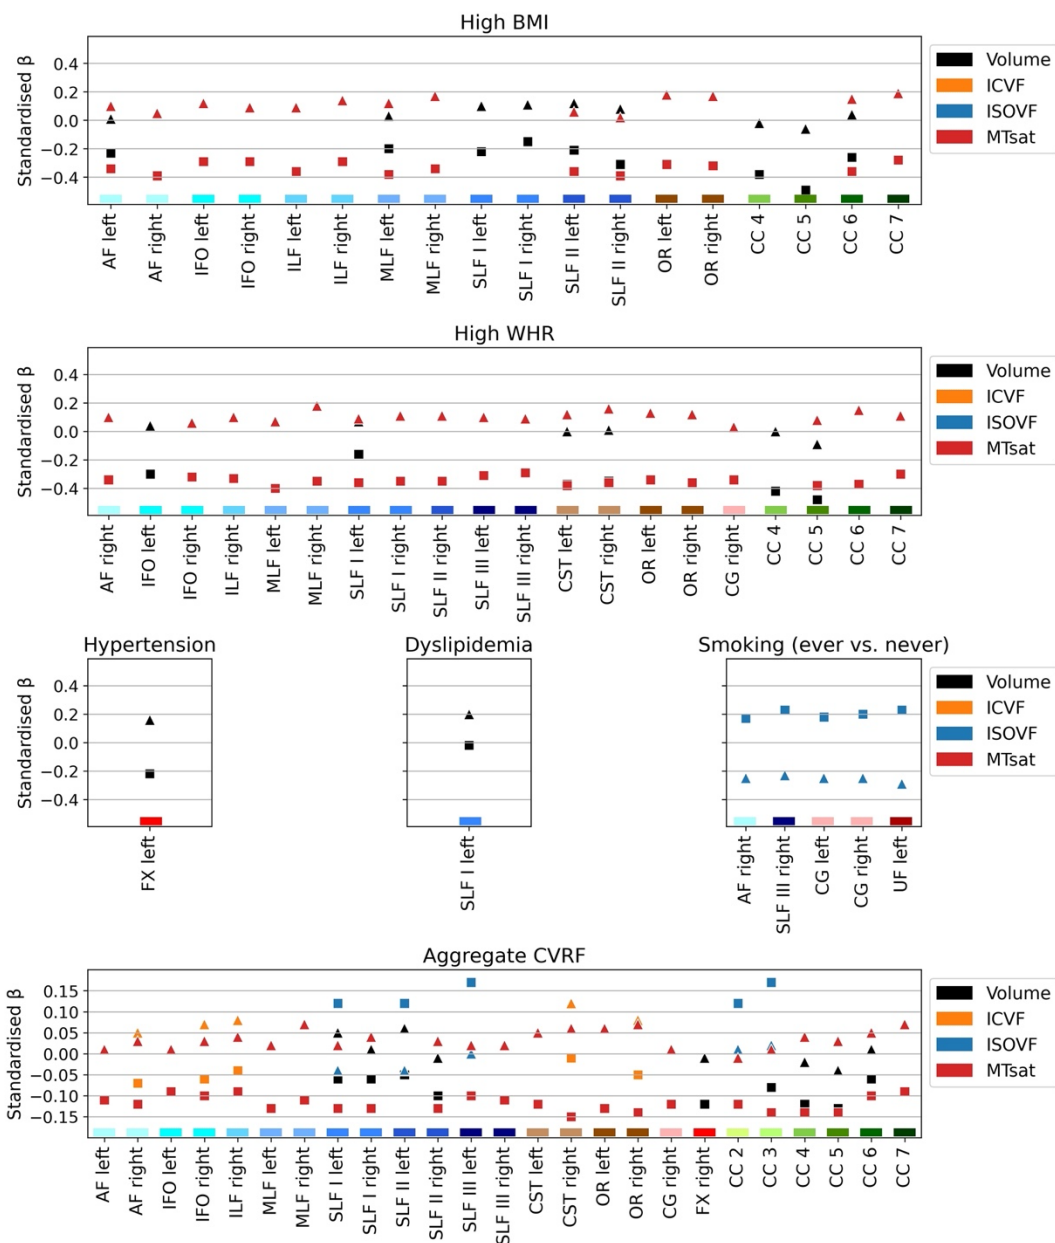 High BMI
Standardised β
0.4
0.2
0.0
−0.2
−0.4
AF left
AF right
IFO left
IFO right
ILF left
ILF right
MLF left
MLF right
SLF I left
SLF I right
SLF II left
SLF II right
OR left
OR right
CC 4
CC 5
CC 6
CC 7
Volume
ICVF
ISOVF
MTsat
High WHR
Standardised β
0.4
0.2
0.0
−0.2
−0.4
AF right
IFO left
IFO right
ILF right
MLF left
MLF right
SLF I left
SLF I right
SLF II right
SLF III left
SLF III right
CST left
CST right
OR left
OR right
CG right
CC 4
CC 5
CC 6
CC 7
Volume
ICVF
ISOVF
MTsat
Hypertension
Standardised β
0.4
0.2
0.0
−0.2
−0.4
FX left
Dyslipidemia
SLF I left
Smoking (ever vs. never)
AF right
SLF III right
CG left
CG right
UF left
Volume
ICVF
ISOVF
MTsat
Aggregate CVRF
Standardised β
0.15
0.10
0.05
0.00
−0.05
−0.10
−0.15
AF left
AF right
IFO left
IFO right
ILF right
MLF left
MLF right
SLF I left
SLF I right
SLF II left
SLF II right
SLF III left
SLF III right
CST left
CST right
OR left
OR right
CG right
FX right
CC 2
CC 3
CC 4
CC 5
CC 6
CC 7
Volume
ICVF
ISOVF
MTsat